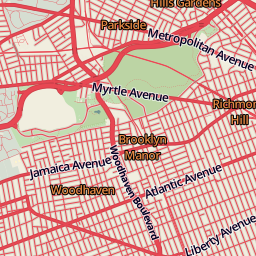 Hills Gardens
Parkside
Metropolitan Avenue
Myrtle Avenue
Richmond
Hill
Brooklyn
Manor
Jamaica Avenue
Woodhaven Boulevard
Woodhaven
Atlantic Avenue
Liberty Avenue